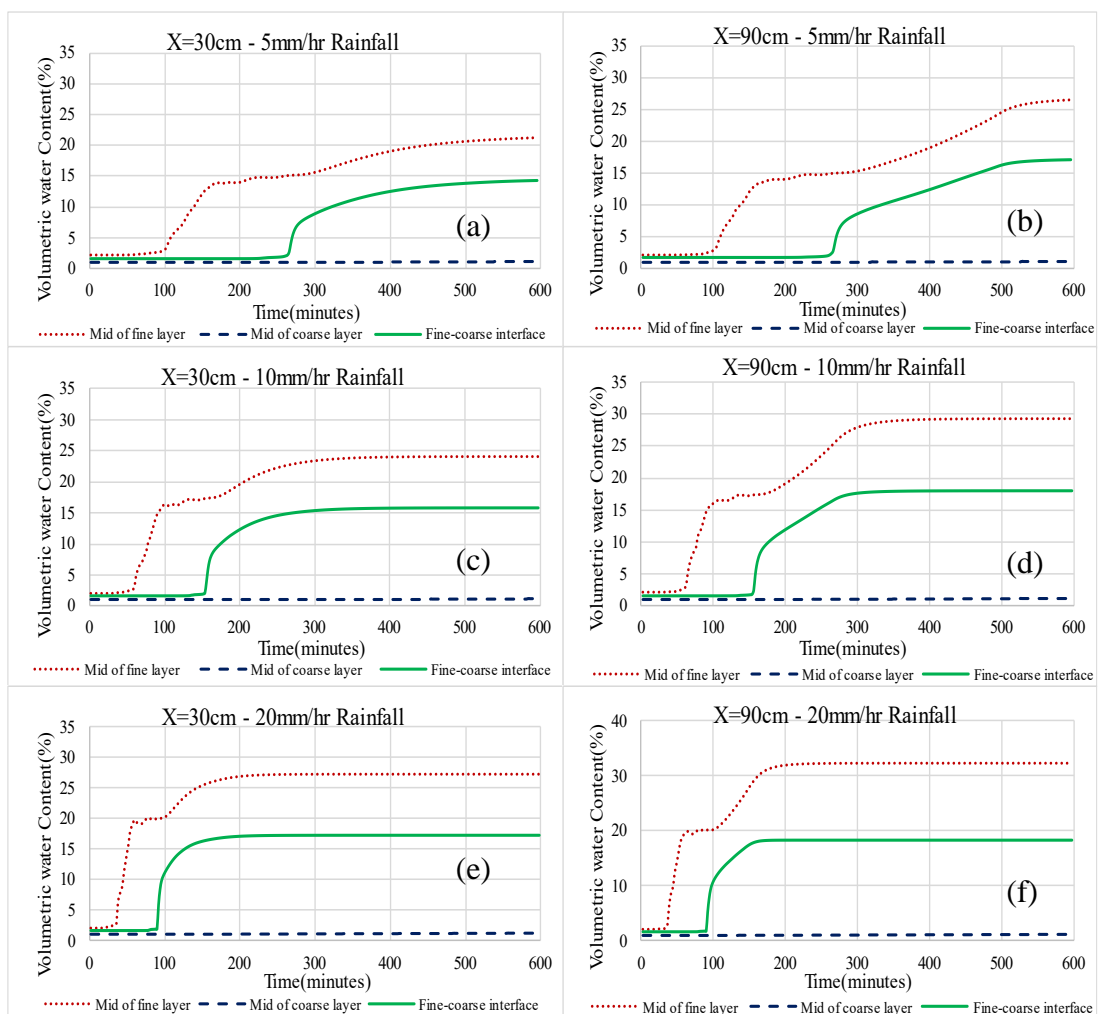 X=30cm - 5mm/hr Rainfall
Volumetric water Content(%)
35
30
25
20
15
10
5
0
0 100 200 300 400 500 600
(a)
Time(minutes)
Mid of fine layer Mid of coarse layer Fine-coarse interface
X=90cm - 5mm/hr Rainfall
Volumetric water Content(%)
35
30
25
20
15
10
5
0
0 100 200 300 400 500 600
(b)
Time(minutes)
Mid of fine layer Mid of coarse layer Fine-coarse interface
X=30cm - 10mm/hr Rainfall
Volumetric water Content(%)
35
30
25
20
15
10
5
0
0 100 200 300 400 500 600
(c)
Time(minutes)
Mid of fine layer Mid of coarse layer Fine-coarse interface
X=90cm - 10mm/hr Rainfall
Volumetric water Content(%)
35
30
25
20
15
10
5
0
0 100 200 300 400 500 600
(d)
Time(minutes)
Mid of fine layer Mid of coarse layer Fine-coarse interface
X=30cm - 20mm/hr Rainfall
Volumetric water Content(%)
35
30
25
20
15
10
5
0
0 100 200 300 400 500 600
(e)
Time(minutes)
Mid of fine layer Mid of coarse layer Fine-coarse interface
X=90cm - 20mm/hr Rainfall
Volumetric water Content(%)
40
30
20
10
0
0 100 200 300 400 500 600
(f)
Time(minutes)
Mid of fine layer Mid of coarse layer Fine-coarse interface